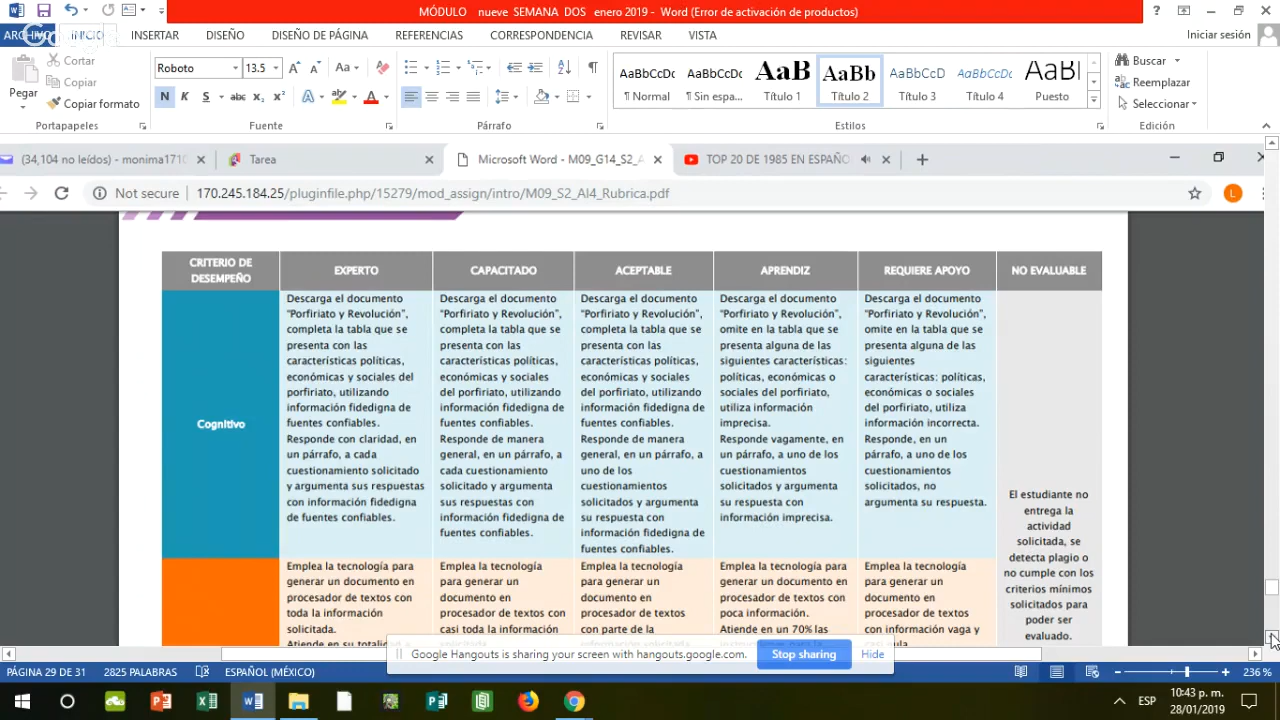 MÓDULO nueve SEMANA DOS enero 2019 - Word (Error de activación de productos)
ARCHIVO INICIO INSERTAR DISEÑO DISEÑO DE PÁGINA REFERENCIAS CORRESPONDENCIA REVISAR VISTA Iniciar sesión
Cortar
Copiar
Copiar formato
Pegar
Portapapeles
Roboto 13.5
N K S abc x₂ x²
Fuente
Párrafo
AaBbCcDc AaBbCcDc AaB AaBb AaBbCcD AaBbCcDc AaBl
¶ Normal ¶ Sin espa... Título 1 Título 2 Título 3 Título 4 Puesto
Estilos
Buscar
Reemplazar
Seleccionar
Edición
(34,104 no leídos) - monima1710 Tarea Microsoft Word - M09_G14_S2_A TOP 20 DE 1985 EN ESPAÑO
Not secure | 170.245.184.25/pluginfile.php/15279/mod_assign/intro/M09_S2_AI4_Rubrica.pdf L
CRITERIO DE
DESEMPEÑO
EXPERTO CAPACITADO ACEPTABLE APRENDIZ REQUIERE APOYO NO EVALUABLE
Cognitivo
Descarga el documento
"Porfiriato y Revolución",
completa la tabla que se
presenta con las
características políticas,
económicas y sociales del
porfiriato, utilizando
información fidedigna de
fuentes confiables.
Responde con claridad, en
un párrafo, a cada
cuestionamiento solicitado
y argumenta sus respuestas
con información fidedigna
de fuentes confiables.
Descarga el documento
"Porfiriato y Revolución",
completa la tabla que se
presenta con las
características políticas,
económicas y sociales
del porfiriato, utilizando
información fidedigna de
fuentes confiables.
Responde de manera
general, en un párrafo, a
cada cuestionamiento
solicitado y argumenta
sus respuestas con
información fidedigna de
fuentes confiables.
Descarga el documento
"Porfiriato y Revolución",
completa la tabla que se
presenta con las
características políticas,
económicas y sociales
del porfiriato, utilizando
información fidedigna de
fuentes confiables.
Responde de manera
general, en un párrafo, a
uno de los
cuestionamientos
solicitados y argumenta
su respuesta con
información fidedigna de
fuentes confiables.
Descarga el documento
"Porfiriato y Revolución",
omite en la tabla que se
presenta alguna de las
siguientes características:
políticas, económicas o
sociales del porfiriato,
utiliza información
imprecisa.
Responde vagamente, en
un párrafo, a uno de los
cuestionamientos
solicitados y argumenta
su respuesta con
información imprecisa.
Descarga el documento
"Porfiriato y Revolución",
omite en la tabla que se
presenta alguna de las
siguientes
características: políticas,
económicas o sociales
del porfiriato, utiliza
información incorrecta.
Responde, en un
párrafo, a uno de los
cuestionamientos
solicitados, no
argumenta su respuesta.
El estudiante no
entrega la
actividad
solicitada, se
detecta plagio o
no cumple con los
criterios mínimos
solicitados para
poder ser
evaluado.
Emplea la tecnología para
generar un documento en
procesador de textos con
toda la información
solicitada.
Atiende en su totalidad a
Emplea la tecnología
para generar un
documento en
procesador de textos con
casi toda la información
Emplea la tecnología
para generar un
documento en
procesador de textos
con parte de la
Emplea la tecnología para
generar un documento en
procesador de textos con
poca información.
Atiende en un 70% las
Emplea la tecnología
para generar un
documento en
procesador de textos
con información vaga y
Google Hangouts is sharing your screen with hangouts.google.com. Stop sharing Hide
PÁGINA 29 DE 31 2825 PALABRAS ESPAÑOL (MÉXICO) 236 %
ESP
10:43 p. m.
28/01/2019